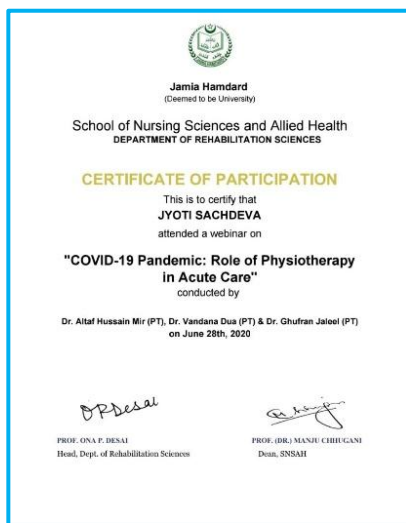 Jamia Hamdard
(Deemed to be University)
School of Nursing Sciences and Allied Health
DEPARTMENT OF REHABILITATION SCIENCES
CERTIFICATE OF PARTICIPATION
This is to certify that
JYOTI SACHDEVA
attended a webinar on
"COVID-19 Pandemic: Role of Physiotherapy
in Acute Care"
conducted by
Dr. Altaf Hussain Mir (PT), Dr. Vandana Dua (PT) & Dr. Ghufran Jaleel (PT)
on June 28th, 2020
OPDesai
PROF. ONA P. DESAI
Head, Dept. of Rehabilitation Sciences
PROF. (DR.) MANJU CHHUGANI
Dean, SNSAH